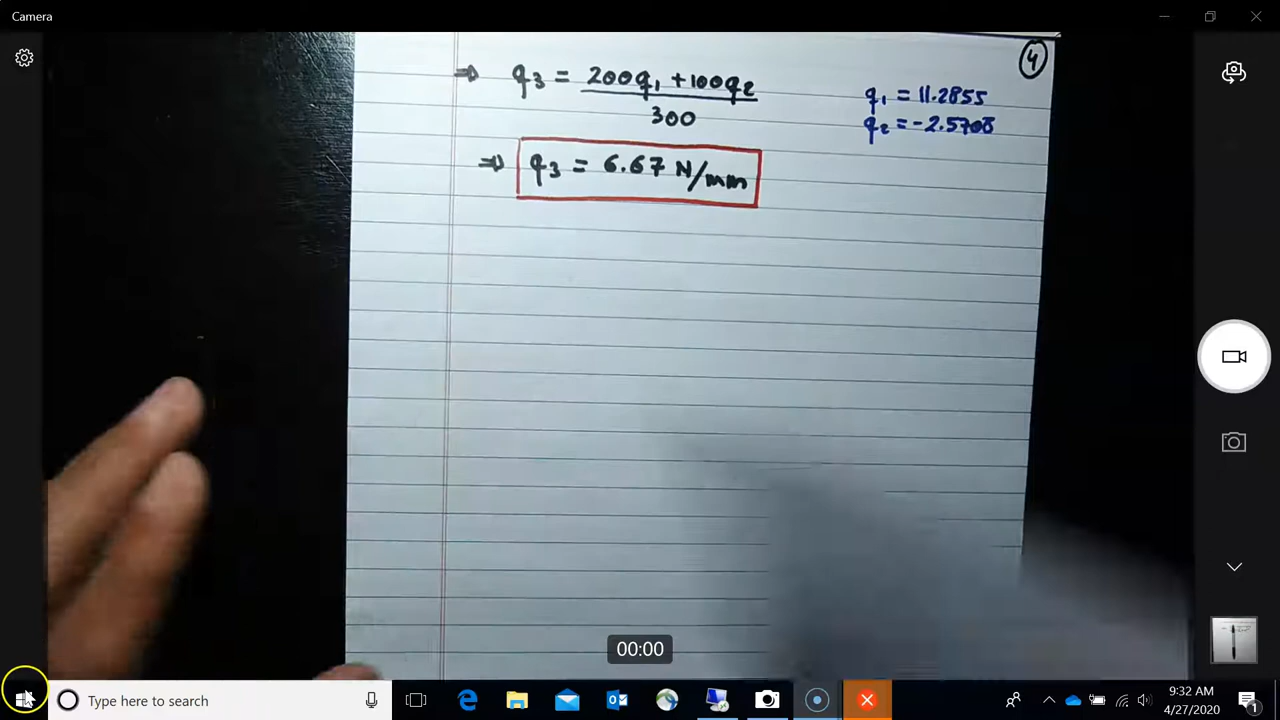 Camera
4
⇒ q3 = 200q1 + 100q2
300
q1 = 11.2855
q2 = -2.5708
⇒ q3 = 6.67 N/mm
00:00
Type here to search
9:32 AM
4/27/2020
1